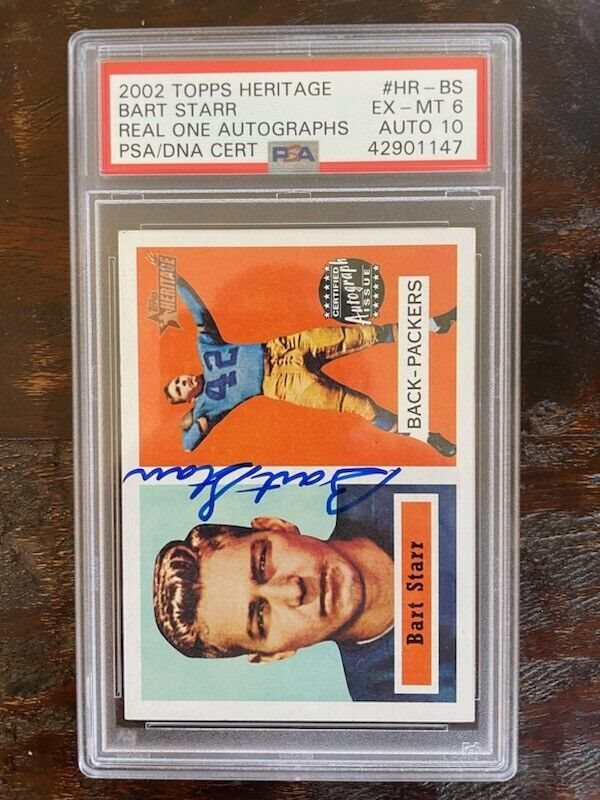 2002 TOPPS HERITAGE #HR-BS
BART STARR EX-MT 6
REAL ONE AUTOGRAPHS AUTO 10
PSA/DNA CERT PSA 42901147
Topps
HERITAGE
CERTIFIED
Autograph
ISSUE
42
BACK-PACKERS
Bart Starr
Bart Starr